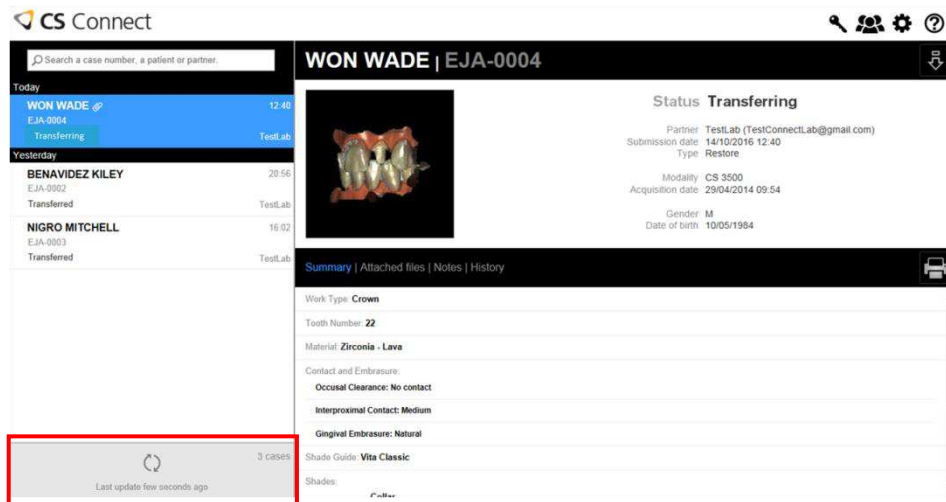 CS Connect
Search a case number, a patient or partner.
Today
WON WADE 12:40
EJA-0004
Transferring TestLab
Yesterday
BENAVIDEZ KILEY 20:56
EJA-0002
Transferred TestLab
NIGRO MITCHELL 16:02
EJA-0003
Transferred TestLab
3 cases
Last update few seconds ago
WON WADE | EJA-0004
Status Transferring
Partner TestLab (TestConnectLab@gmail.com)
Submission date 14/10/2016 12:40
Type Restore
Modality CS 3500
Acquisition date 29/04/2014 09:54
Gender M
Date of birth 10/05/1984
Summary | Attached files | Notes | History
Work Type: Crown
Tooth Number: 22
Material: Zirconia - Lava
Contact and Embrasure:
Occusal Clearance: No contact
Interproximal Contact: Medium
Gingival Embrasure: Natural
Shade Guide: Vita Classic
Shades:
Collar